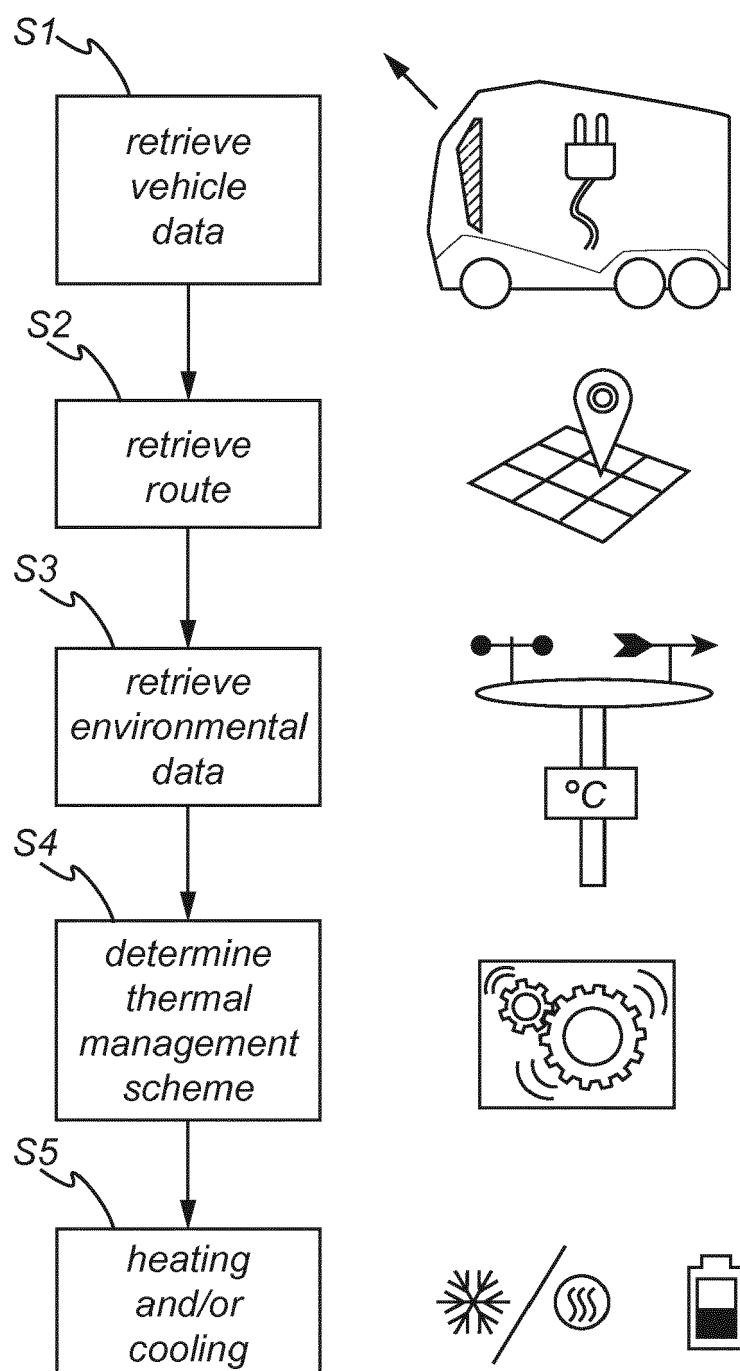 S1
retrieve
vehicle
data
S2
retrieve
route
S3
retrieve
environmental
data
°C
S4
determine
thermal
management
scheme
S5
heating
and/or
cooling